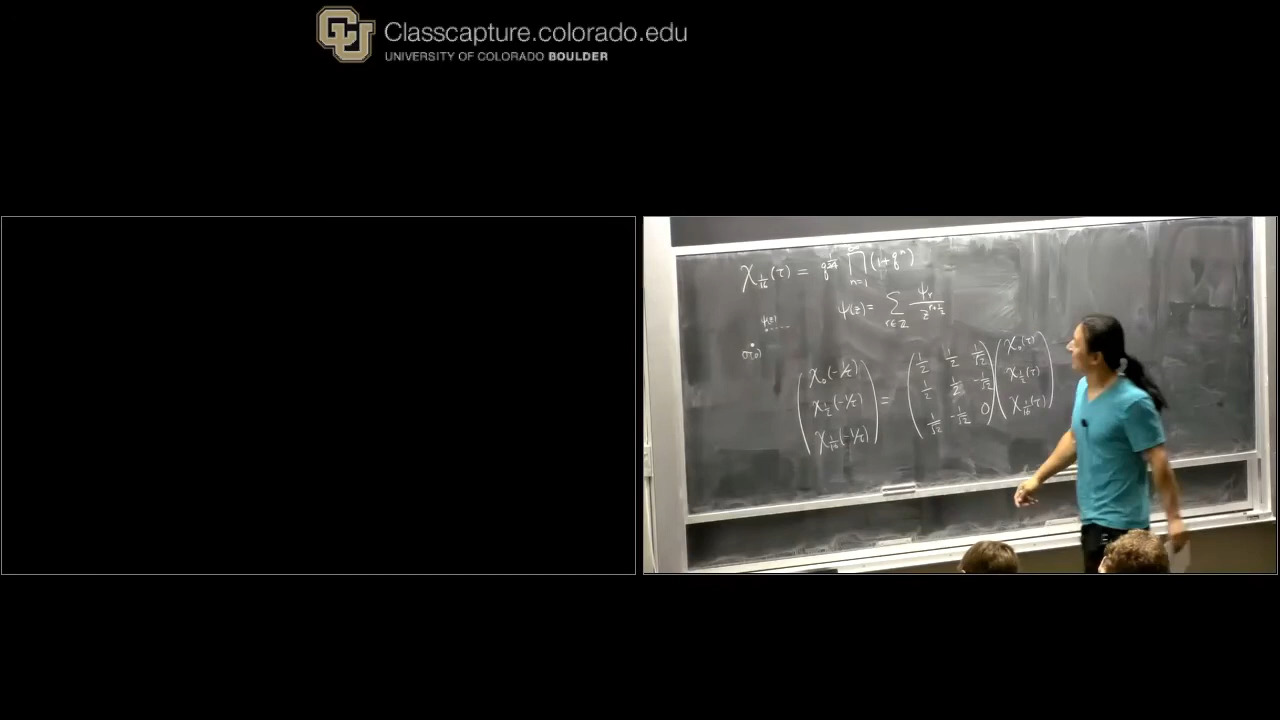 Classcapture.colorado.edu
UNIVERSITY OF COLORADO BOULDER
χ_{1/16}(τ) = q^{1/24} ∏_{n=1}^{∞} (1+q^n)
ψ(z) = ∑_{r∈ℤ} ψ_r / z^{r+1/2}
ψ(z)
σ(0)
( χ_0(-1/τ) ) = ( 1/2 1/2 1/√2 ) ( χ_0(τ) )
( χ_{1/2}(-1/τ) ) ( 1/2 1/2 -1/√2 ) ( χ_{1/2}(τ) )
( χ_{1/16}(-1/τ) ) ( 1/√2 -1/√2 0 ) ( χ_{1/16}(τ) )